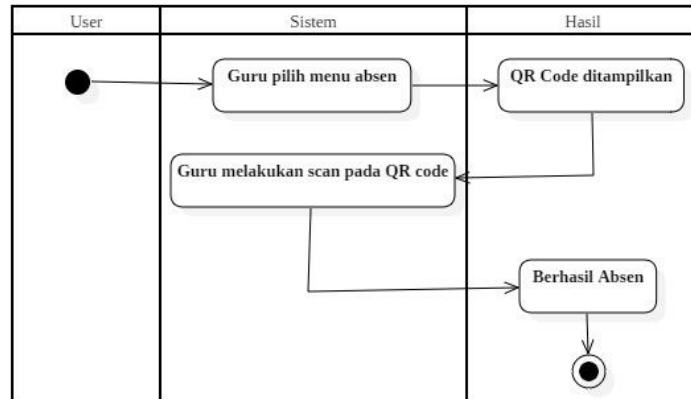 User
Sistem
Hasil
Guru pilih menu absen
QR Code ditampilkan
Guru melakukan scan pada QR code
Berhasil Absen